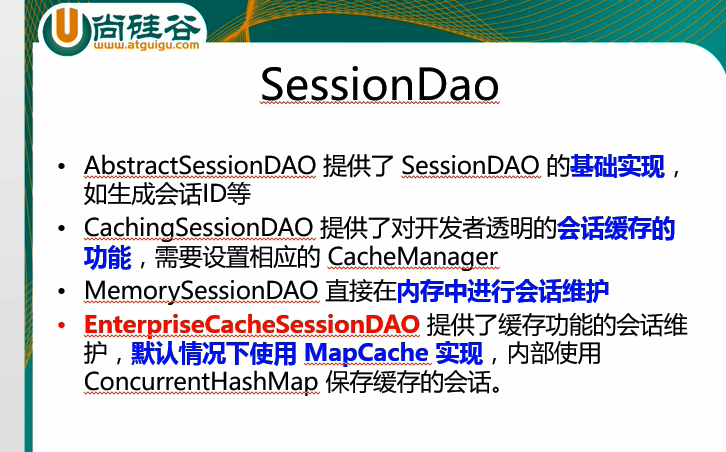 尚硅谷
www.atguigu.com
SessionDao
• AbstractSessionDAO 提供了 SessionDAO 的基础实现，
如生成会话ID等
• CachingSessionDAO 提供了对开发者透明的会话缓存的
功能，需要设置相应的 CacheManager
• MemorySessionDAO 直接在内存中进行会话维护
• EnterpriseCacheSessionDAO 提供了缓存功能的会话维
护，默认情况下使用 MapCache 实现，内部使用
ConcurrentHashMap 保存缓存的会话。